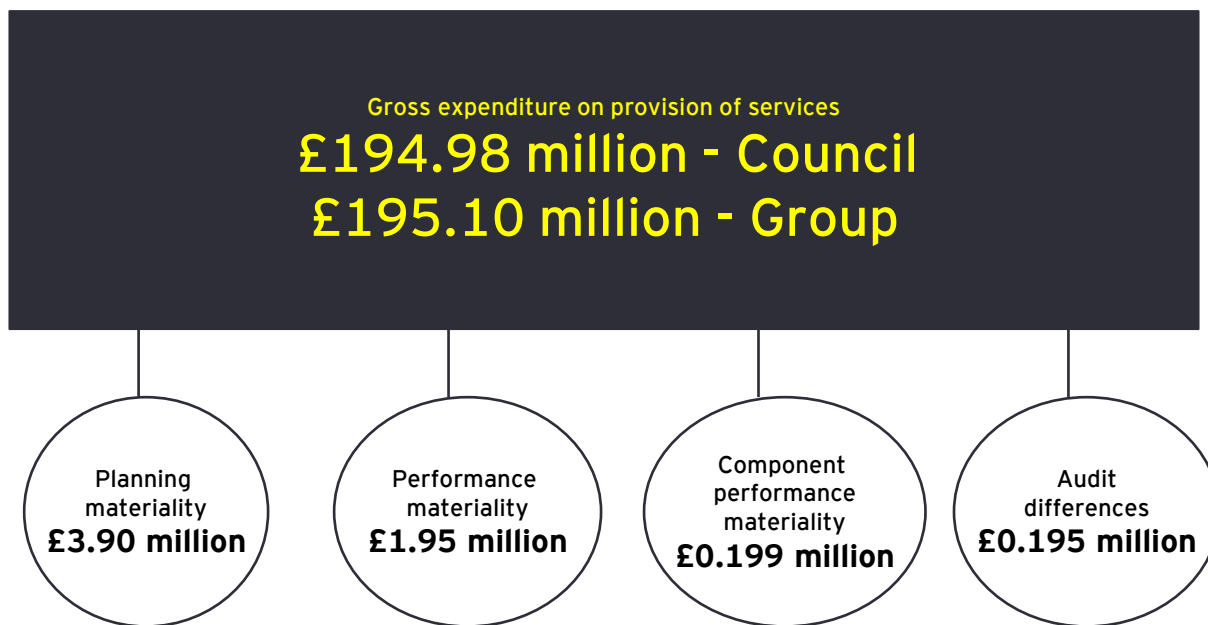 Gross expenditure on provision of services
£194.98 million - Council
£195.10 million - Group
Planning
materiality
£3.90 million
Performance
materiality
£1.95 million
Component
performance
materiality
£0.199 million
Audit
differences
£0.195 million